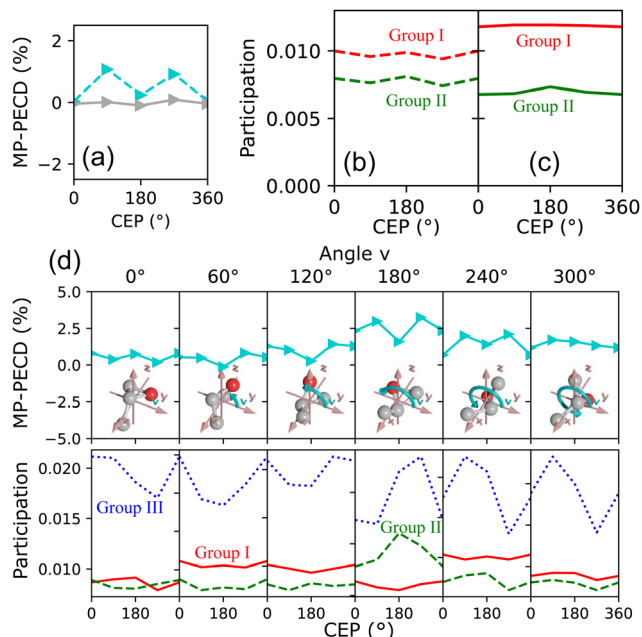 2
0
−2
MP-PECD (%)
(a)
0 180 360
CEP (°)
0.010
0.005
0.000
Participation
Group I
Group II
(b)
Group I
Group II
(c)
0 180 0 180 360
CEP (°) CEP (°)
(d)
Angle v
0° 60° 120° 180° 240° 300°
5.0
2.5
0.0
−2.5
−5.0
MP-PECD (%)
z z z z z z
v y v y v y v y v y v y
x x
0.020
0.015
0.010
Participation
Group III
Group I
Group II
0 180 0 180 0 180 0 180 0 180 0 180 360
CEP (°)